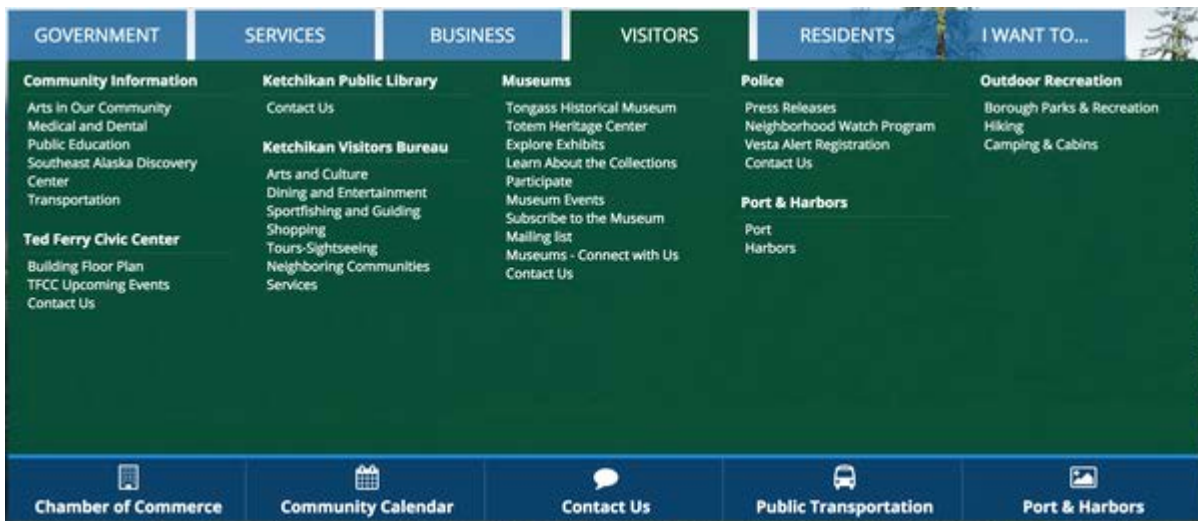 GOVERNMENT
SERVICES
BUSINESS
VISITORS
RESIDENTS
I WANT TO...
Community Information
Arts in Our Community
Medical and Dental
Public Education
Southeast Alaska Discovery
Center
Transportation
Ted Ferry Civic Center
Building Floor Plan
TFCC Upcoming Events
Contact Us
Ketchikan Public Library
Contact Us
Ketchikan Visitors Bureau
Arts and Culture
Dining and Entertainment
Sportfishing and Guiding
Shopping
Tours-Sightseeing
Neighboring Communities
Services
Museums
Tongass Historical Museum
Totem Heritage Center
Explore Exhibits
Learn About the Collections
Participate
Museum Events
Subscribe to the Museum
Mailing list
Museums - Connect with Us
Contact Us
Police
Press Releases
Neighborhood Watch Program
Vesta Alert Registration
Contact Us
Port & Harbors
Port
Harbors
Outdoor Recreation
Borough Parks & Recreation
Hiking
Camping & Cabins
Chamber of Commerce
Community Calendar
Contact Us
Public Transportation
Port & Harbors